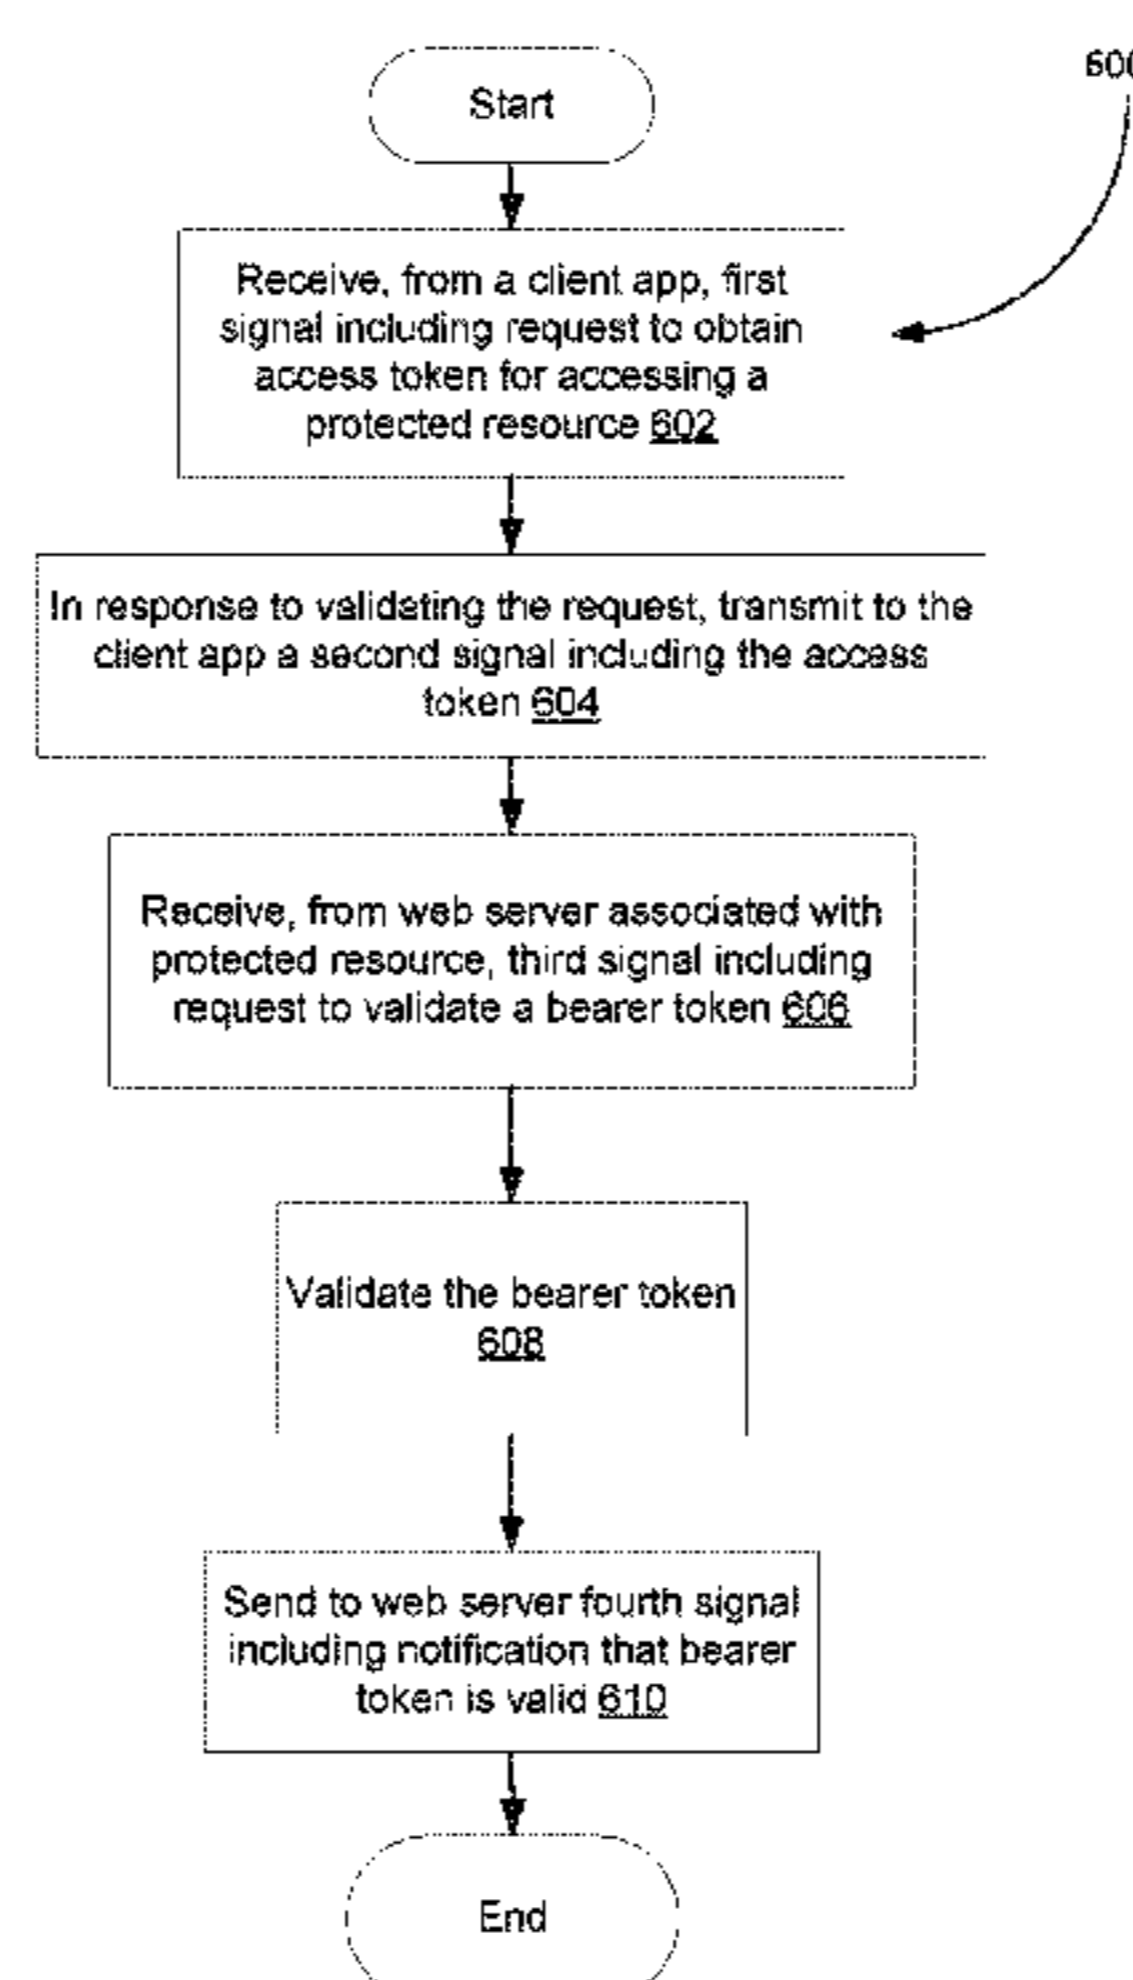 600
Start
Receive, from a client app, first
signal including request to obtain
access token for accessing a
protected resource 602
In response to validating the request, transmit to the
client app a second signal including the access
token 604
Receive, from web server associated with
protected resource, third signal including
request to validate a bearer token 606
Validate the bearer token
608
Send to web server fourth signal
including notification that bearer
token is valid 610
End